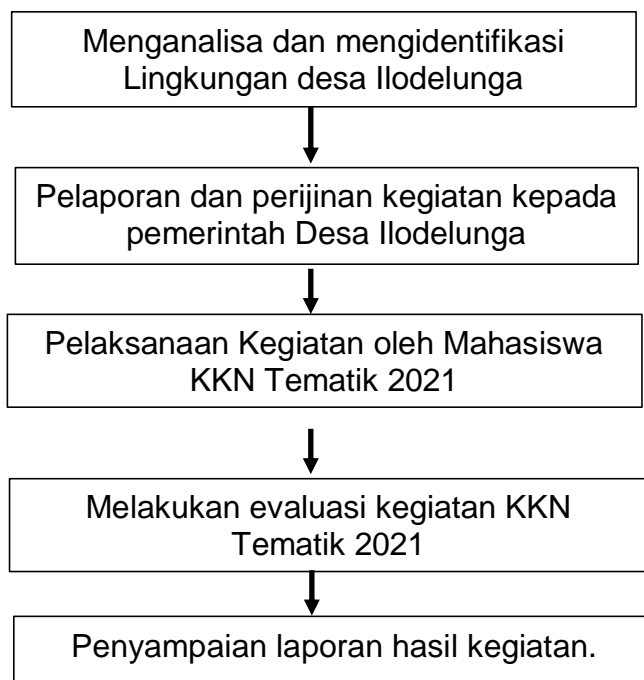 Menganalisa dan mengidentifikasi
Lingkungan desa Ilodelunga
Pelaporan dan perijinan kegiatan kepada
pemerintah Desa Ilodelunga
Pelaksanaan Kegiatan oleh Mahasiswa
KKN Tematik 2021
Melakukan evaluasi kegiatan KKN
Tematik 2021
Penyampaian laporan hasil kegiatan.